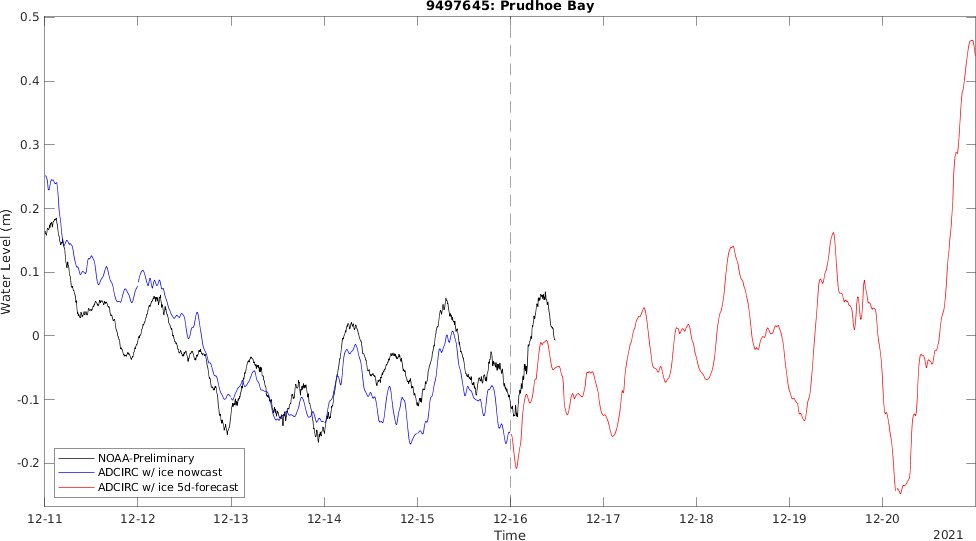 9497645: Prudhoe Bay
0.5
0.4
0.3
0.2
0.1
0
-0.1
-0.2
Water Level (m)
NOAA-Preliminary
ADCIRC w/ ice nowcast
ADCIRC w/ ice 5d-forecast
12-11 12-12 12-13 12-14 12-15 12-16 12-17 12-18 12-19 12-20
Time
2021